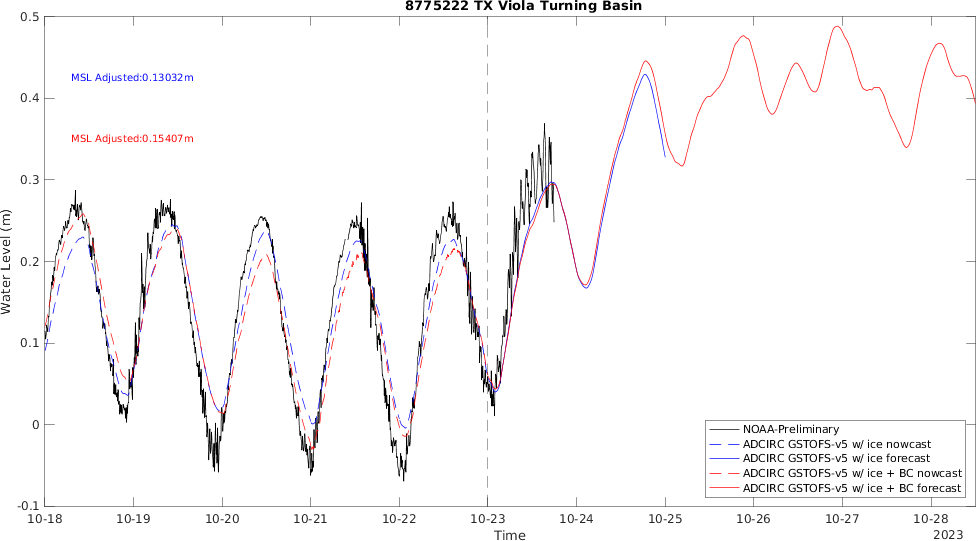 8775222 TX Viola Turning Basin
0.5
0.4
0.3
0.2
0.1
0
-0.1
Water Level (m)
MSL Adjusted:0.13032m
MSL Adjusted:0.15407m
NOAA-Preliminary
ADCIRC GSTOFS-v5 w/ ice nowcast
ADCIRC GSTOFS-v5 w/ ice forecast
ADCIRC GSTOFS-v5 w/ ice + BC nowcast
ADCIRC GSTOFS-v5 w/ ice + BC forecast
10-18 10-19 10-20 10-21 10-22 10-23 10-24 10-25 10-26 10-27 10-28
Time
2023